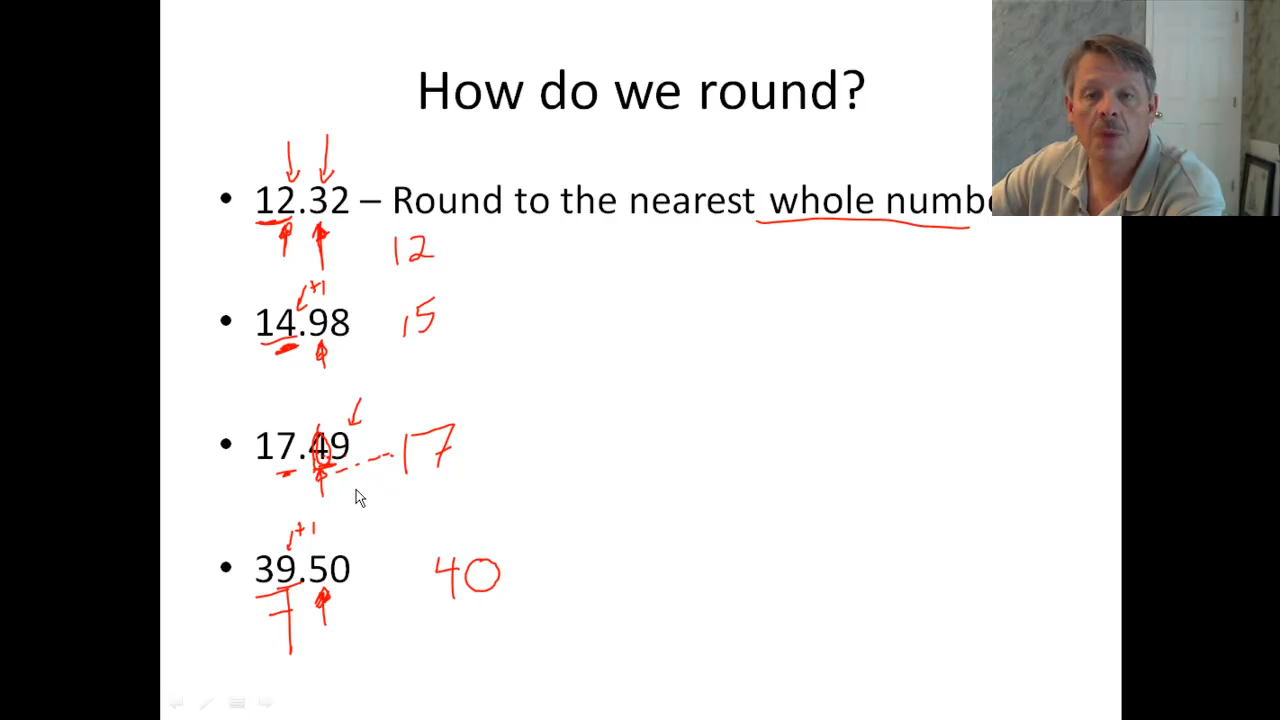 How do we round?
• 12.32 – Round to the nearest whole numb
12
+1
• 14.98 15
• 17.49 17
+1
• 39.50 40